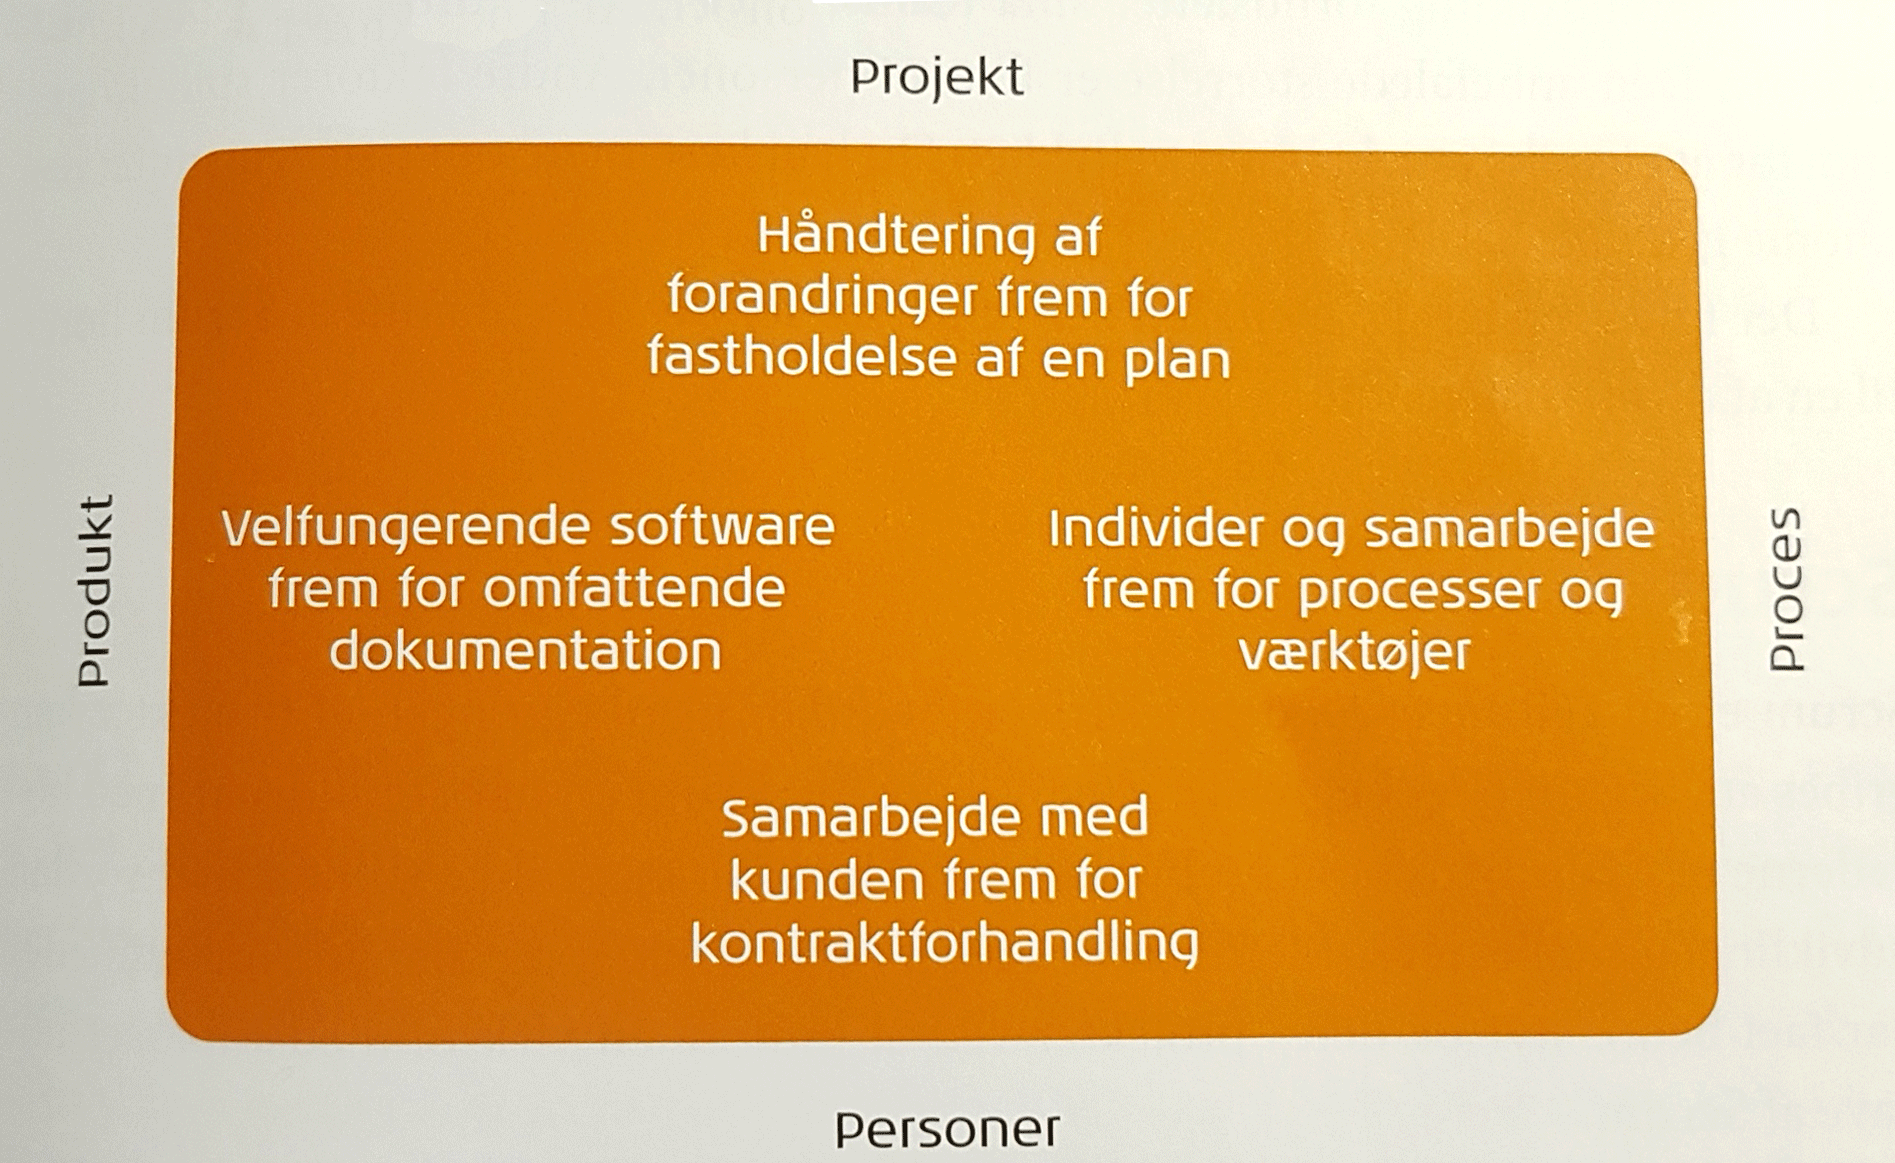 Projekt
Håndtering af
forandringer frem for
fastholdelse af en plan
Produkt
Velfungerende software
frem for omfattende
dokumentation
Individer og samarbejde
frem for processer og
værktøjer
Proces
Samarbejde med
kunden frem for
kontraktforhandling
Personer